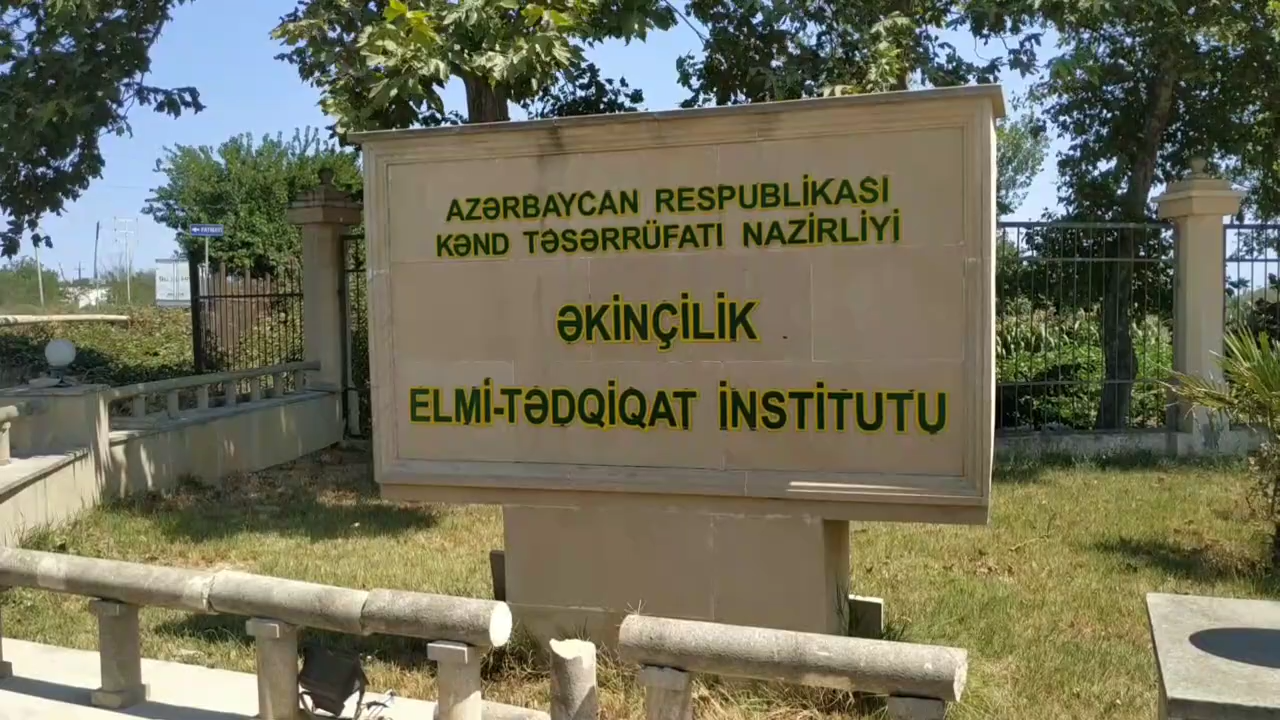 AZƏRBAYCAN RESPUBLİKASI
KƏND TƏSƏRRÜFATI NAZİRLİYİ
ƏKİNÇİLİK
ELMİ-TƏDQİQAT İNSTİTUTU